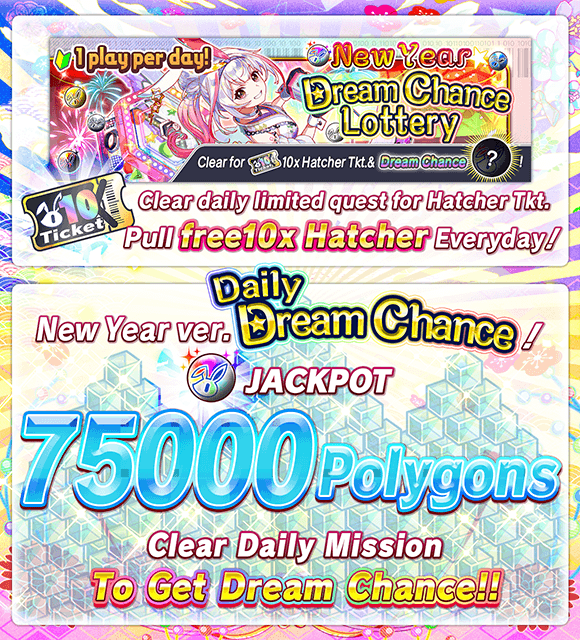 1 play per day!
New Year
Dream Chance
Lottery
Clear for 10 10x Hatcher Tkt.& Dream Chance ? !
10
Ticket
Clear daily limited quest for Hatcher Tkt.
Pull free10x Hatcher Everyday!
Daily
New Year ver. Dream Chance !
JACKPOT
75000 Polygons
Clear Daily Mission
To Get Dream Chance!!